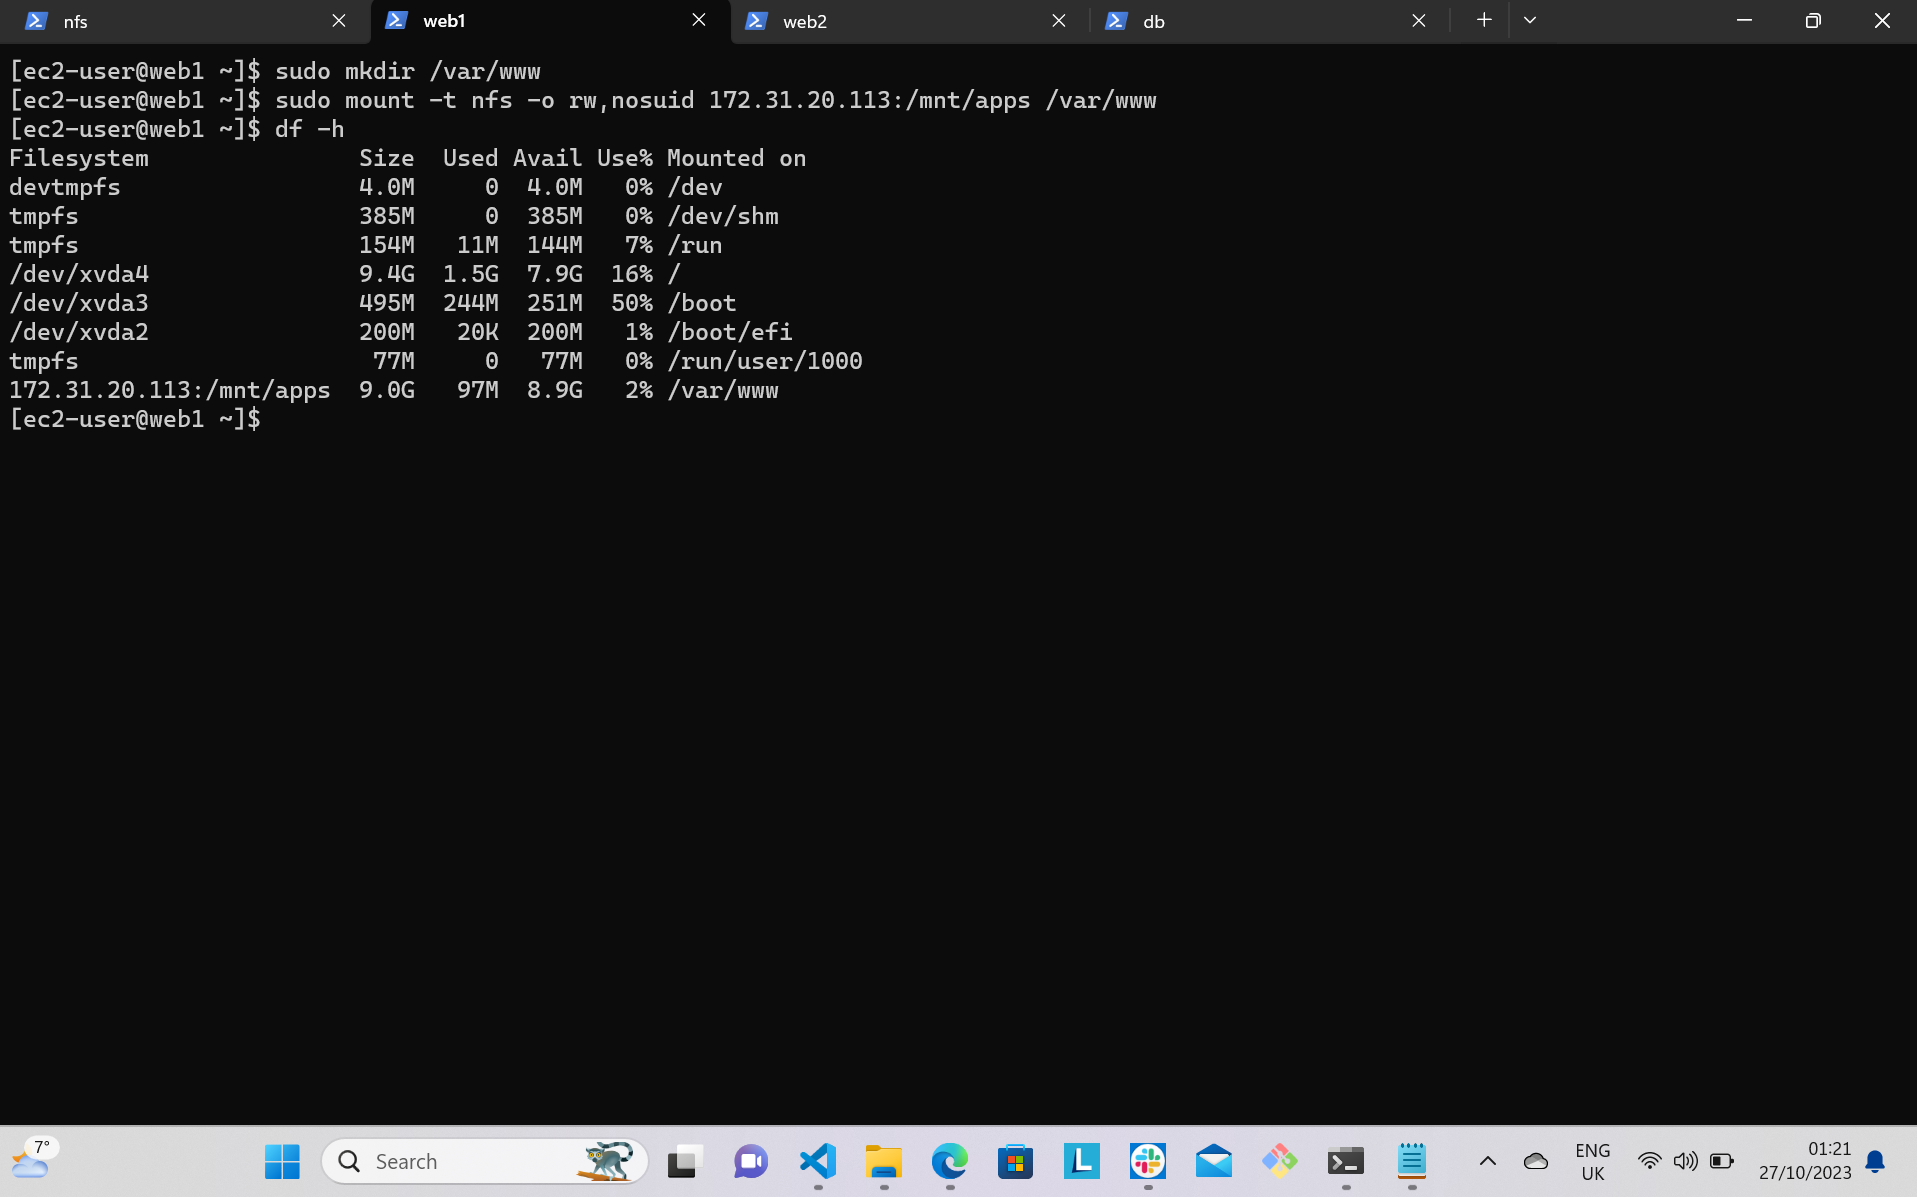 nfs
web1
web2
db
[ec2-user@web1 ~]$ sudo mkdir /var/www
[ec2-user@web1 ~]$ sudo mount -t nfs -o rw,nosuid 172.31.20.113:/mnt/apps /var/www
[ec2-user@web1 ~]$ df -h
Filesystem               Size  Used Avail Use% Mounted on
devtmpfs                 4.0M     0  4.0M   0% /dev
tmpfs                    385M     0  385M   0% /dev/shm
tmpfs                    154M   11M  144M   7% /run
/dev/xvda4               9.4G  1.5G  7.9G  16% /
/dev/xvda3               495M  244M  251M  50% /boot
/dev/xvda2               200M   20K  200M   1% /boot/efi
tmpfs                     77M     0   77M   0% /run/user/1000
172.31.20.113:/mnt/apps  9.0G   97M  8.9G   2% /var/www
[ec2-user@web1 ~]$
7°
Search
L
ENG
UK
01:21
27/10/2023